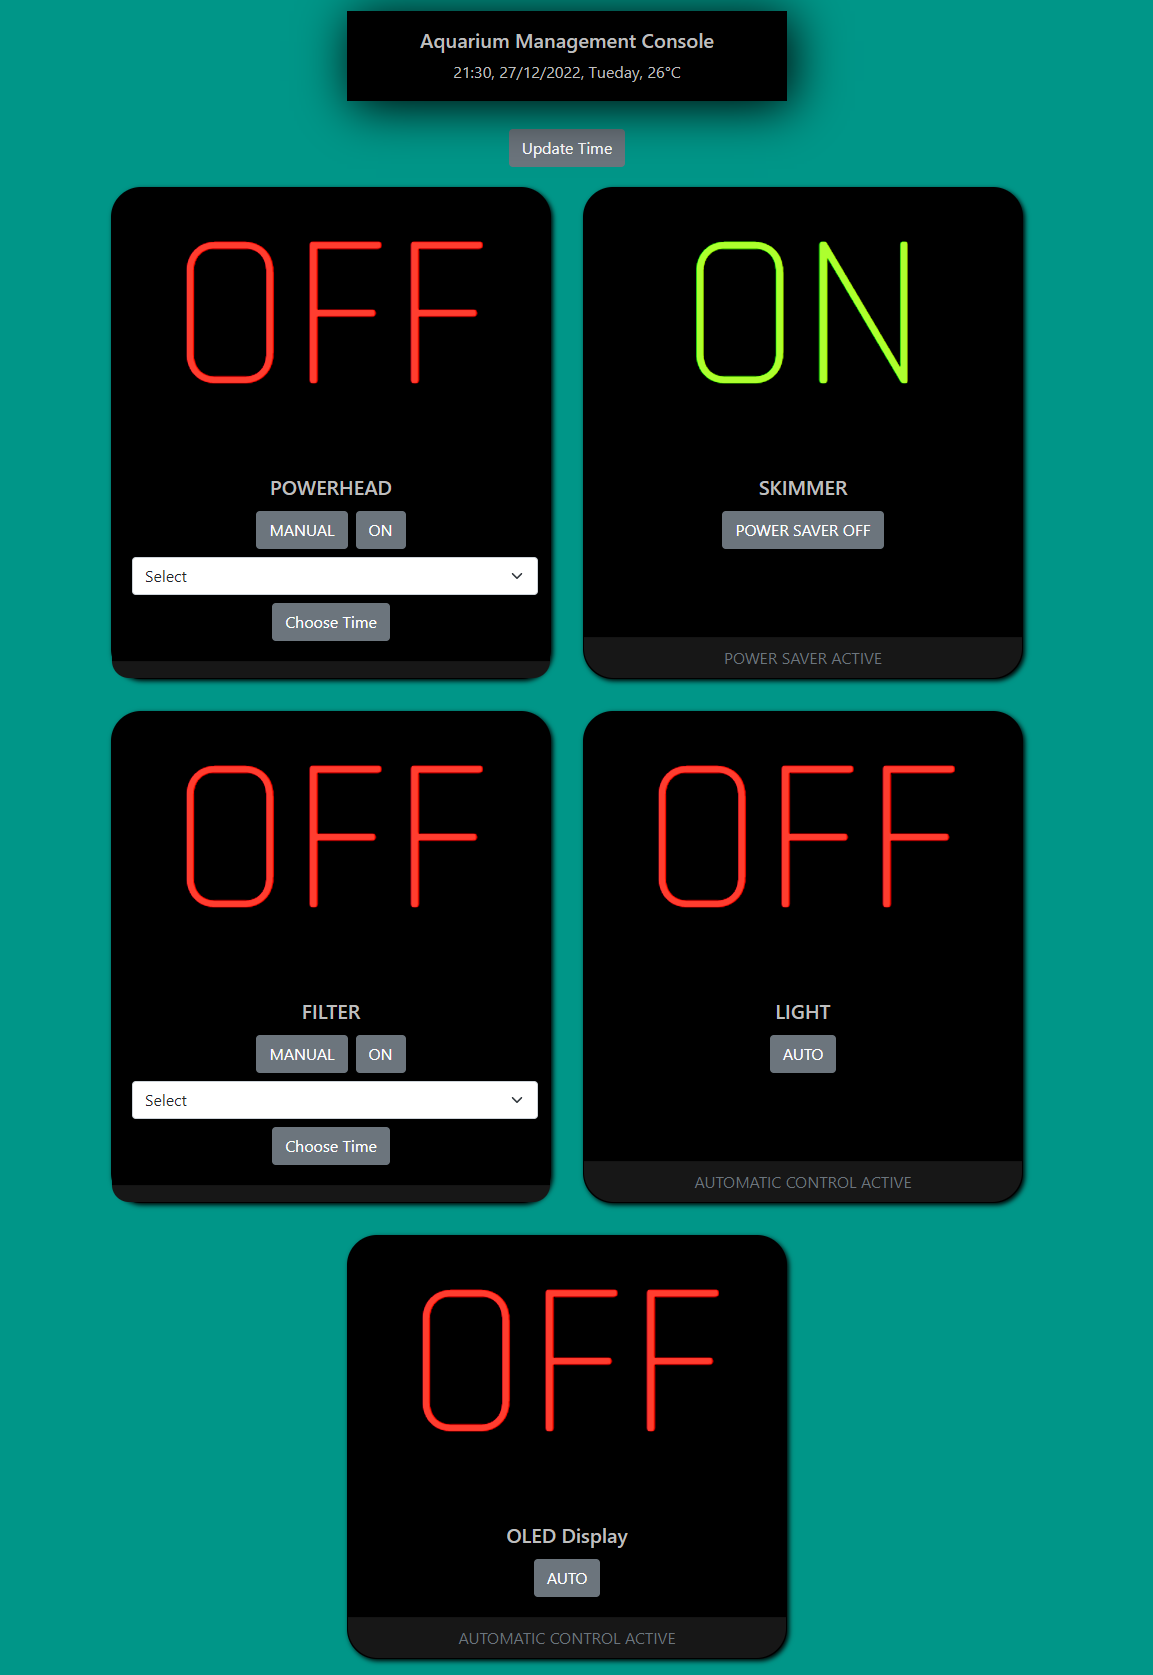 Aquarium Management Console
21:30, 27/12/2022, Tueday, 26°C
Update Time
OFF
POWERHEAD
MANUAL ON
Select
Choose Time
ON
SKIMMER
POWER SAVER OFF
POWER SAVER ACTIVE
OFF
FILTER
MANUAL ON
Select
Choose Time
OFF
LIGHT
AUTO
AUTOMATIC CONTROL ACTIVE
OFF
OLED Display
AUTO
AUTOMATIC CONTROL ACTIVE